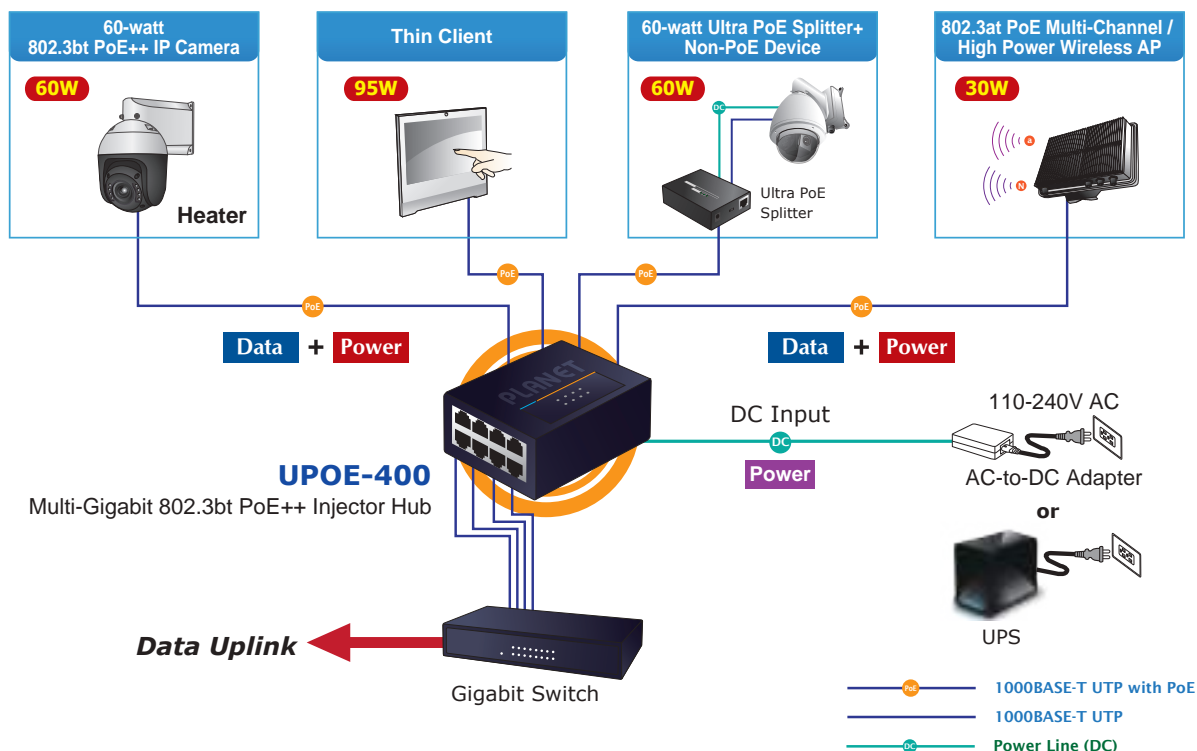 60-watt
802.3bt PoE++ IP Camera
Thin Client
60-watt Ultra PoE Splitter+
Non-PoE Device
802.3at PoE Multi-Channel /
High Power Wireless AP
60W
95W
60W
30W
DC
a
N
Heater
Ultra PoE
Splitter
PoE
PoE
PoE
PoE
Data + Power
Data + Power
PLANET
DC Input
DC
Power
110-240V AC
AC-to-DC Adapter
or
UPS
UPOE-400
Multi-Gigabit 802.3bt PoE++ Injector Hub
Data Uplink
Gigabit Switch
PoE
1000BASE-T UTP with PoE
1000BASE-T UTP
DC
Power Line (DC)